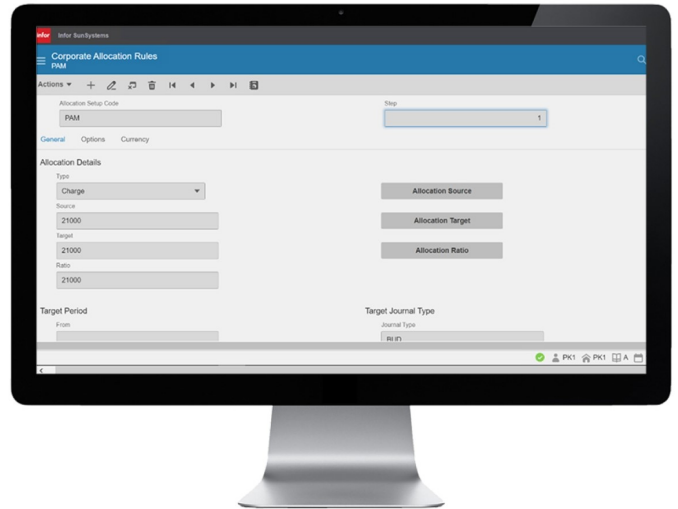 infor Infor SunSystems
Corporate Allocation Rules
PAM
Actions
Allocation Setup Code
Step
PAM
1
General Options Currency
Allocation Details
Type
Charge
Allocation Source
Source
21000
Allocation Target
Target
21000
Allocation Ratio
Ratio
21000
Target Period
Target Journal Type
From
Journal Type
BUD
PK1 PK1 A